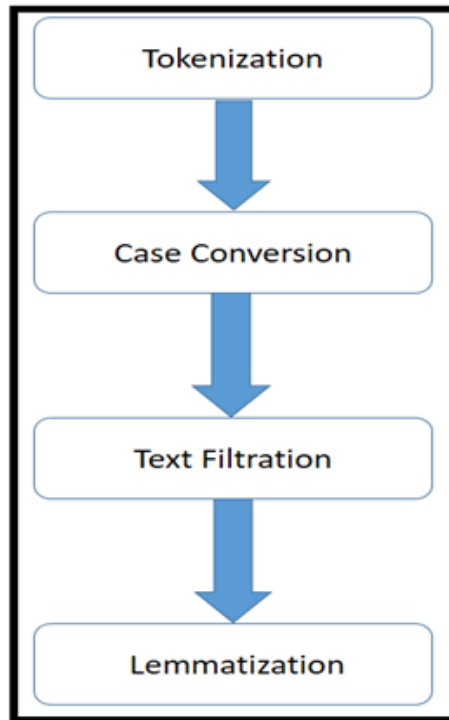 Tokenization
Case Conversion
Text Filtration
Lemmatization